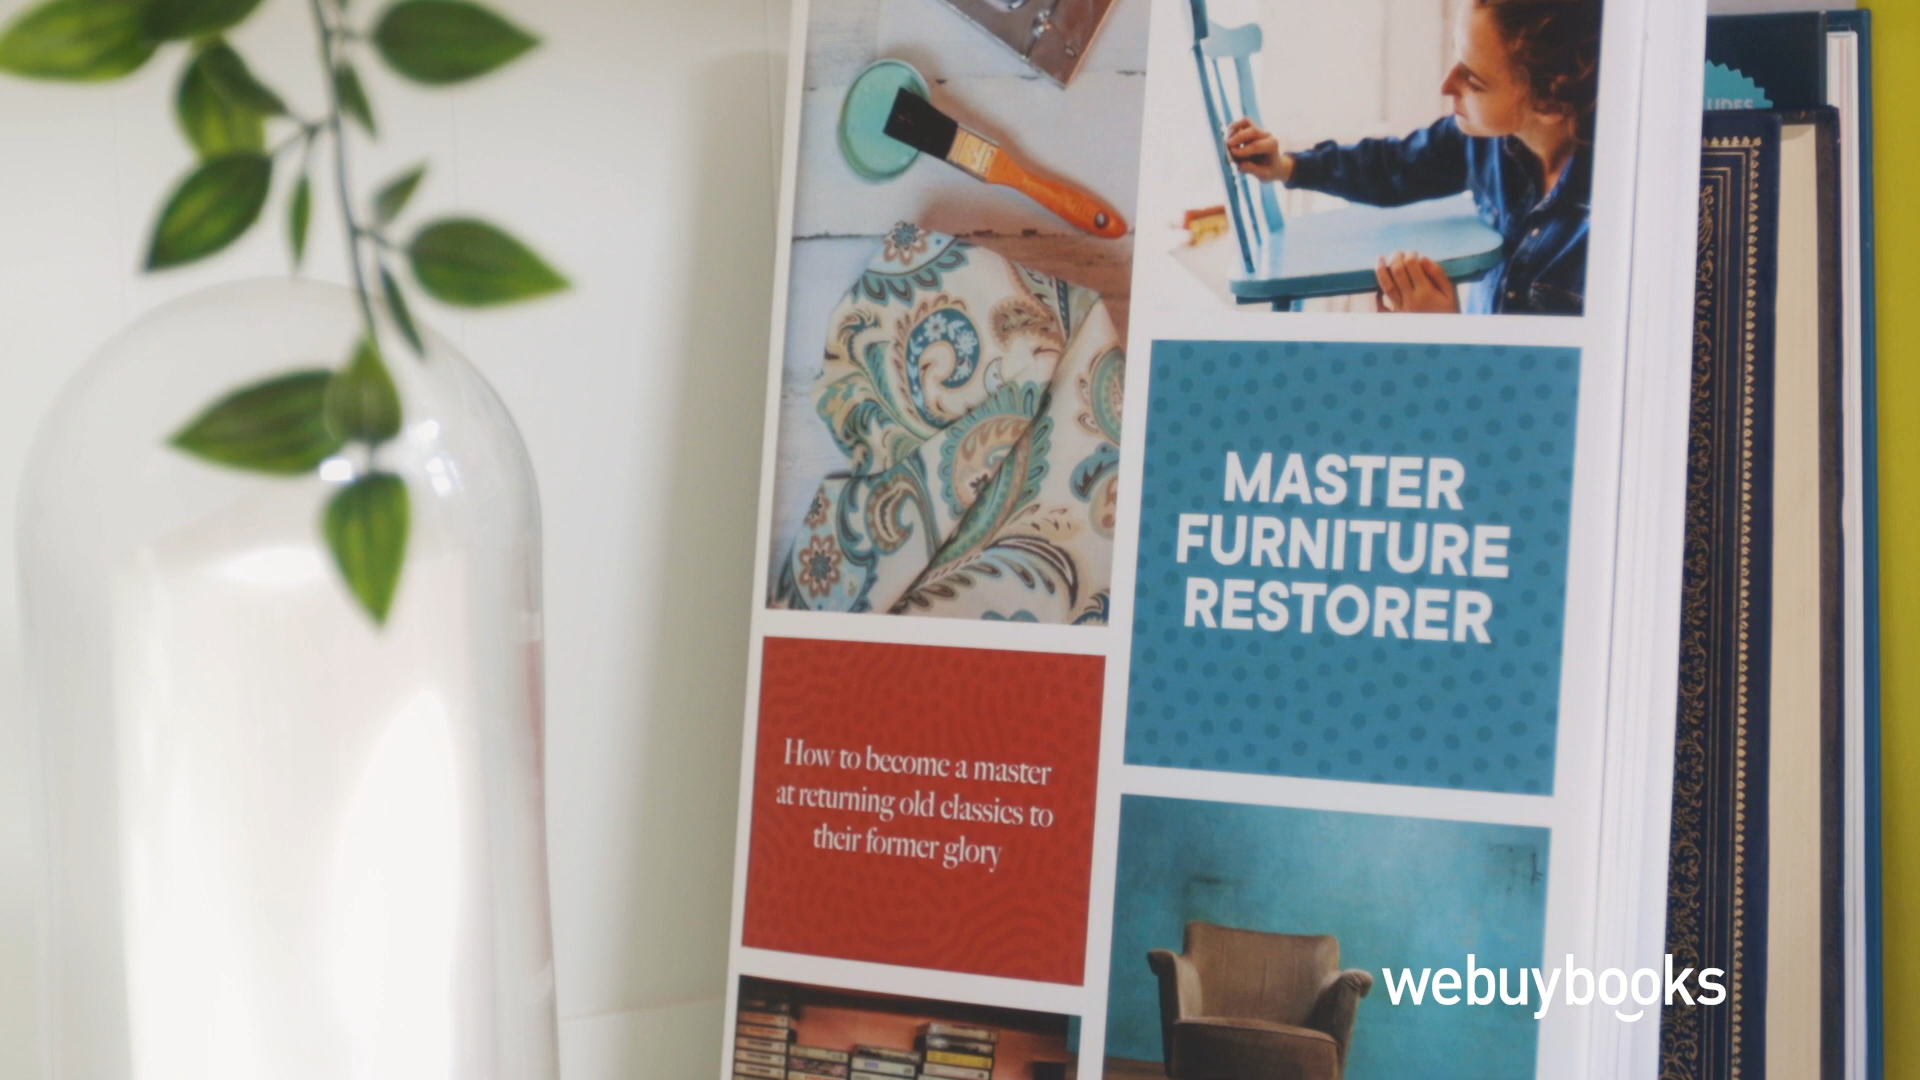 MASTER
FURNITURE
RESTORER
How to become a master
at returning old classics to
their former glory
webuybooks